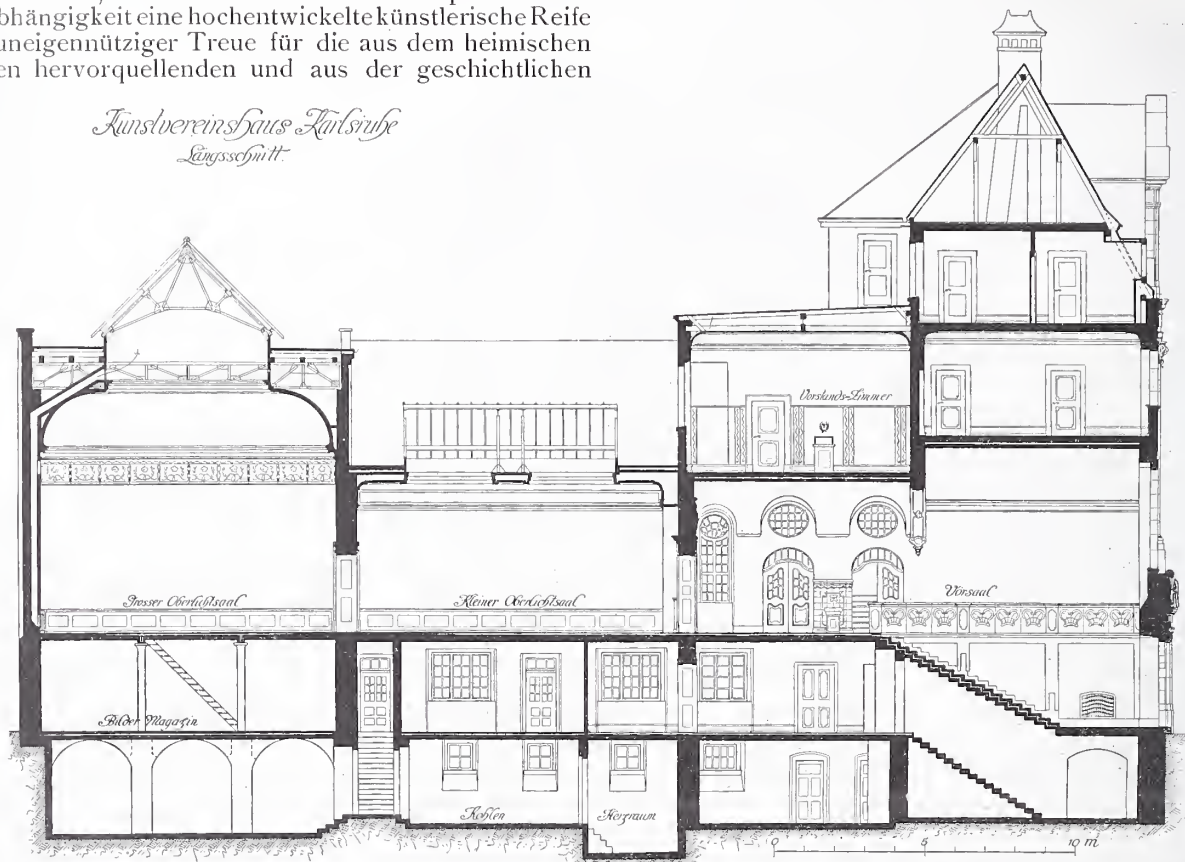 bhängigkeit eine hochentwickelte künstlerische Reife
uneigennütziger Treue für die aus dem heimischen
en hervorquellenden und aus der geschichtlichen
Kunstvereinshaus Karlsruhe
Längsschnitt.
Vorstands-Zimmer
Grosser Oberlichtsaal
Kleiner Oberlichtsaal
Vorsaal
Bilder Magazin
Kohlen
Heizraum
0 5 10 m